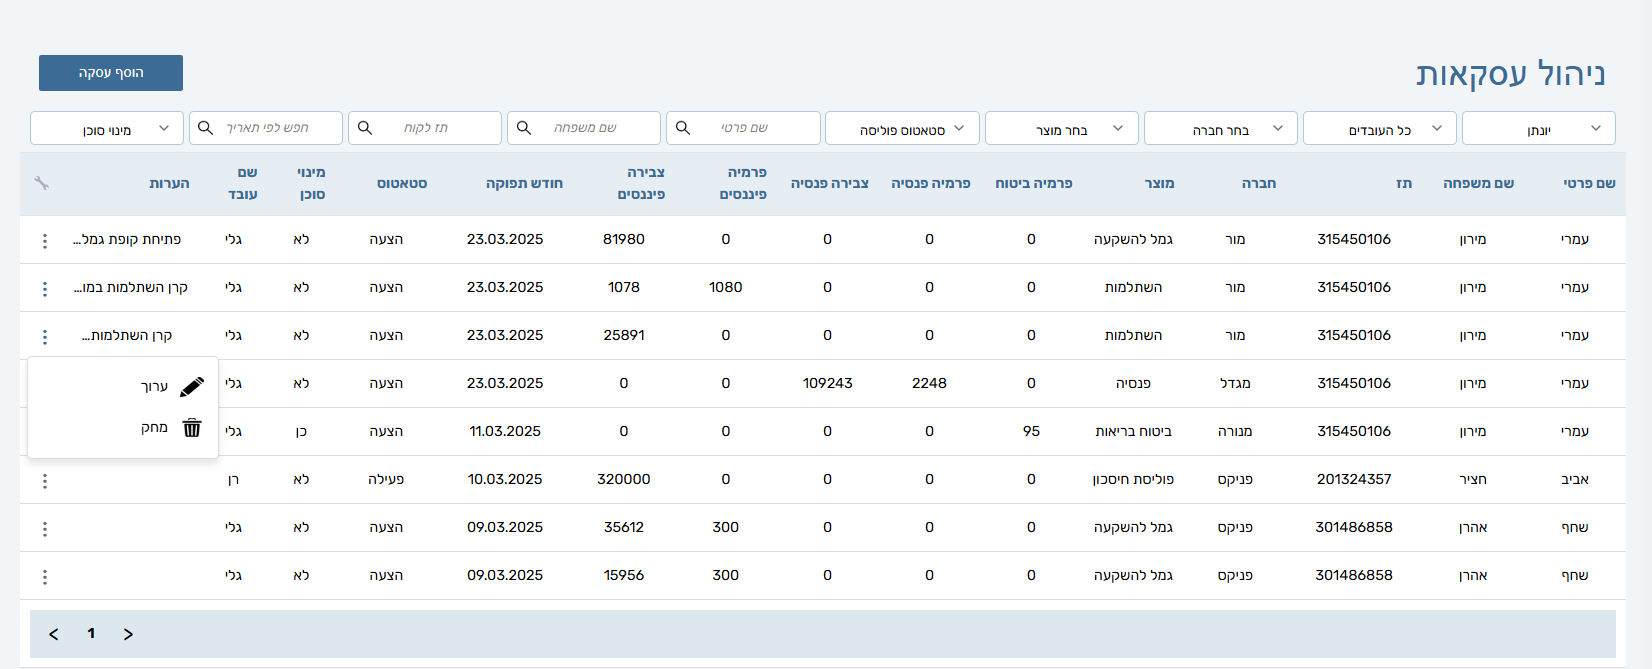 ניהול עסקאות
הוסף עסקה
יונתן כל העובדים בחר חברה בחר מוצר סטאטוס פוליסה שם פרטי שם משפחה תז לקוח חפש לפי תאריך מינוי סוכן
שם פרטי שם משפחה תז חברה מוצר פרמיה ביטוח פרמיה פנסיה צבירה פנסיה פרמיה פיננסים צבירה פיננסים חודש תפוקה סטאטוס מינוי סוכן שם עובד הערות
עמרי מירון 315450106 מור גמל להשקעה 0 0 0 0 81980 23.03.2025 הצעה לא גלי פתיחת קופת גמל...
עמרי מירון 315450106 מור השתלמות 0 0 0 1080 1078 23.03.2025 הצעה לא גלי קרן השתלמות במו...
עמרי מירון 315450106 מור השתלמות 0 0 0 0 25891 23.03.2025 הצעה לא גלי קרן השתלמות...
עמרי מירון 315450106 מגדל פנסיה 0 2248 109243 0 0 23.03.2025 הצעה לא גלי
ערוך
עמרי מירון 315450106 מנורה ביטוח בריאות 95 0 0 0 0 11.03.2025 הצעה כן גלי
מחק
אביב חציר 201324357 פניקס פוליסת חיסכון 0 0 0 0 320000 10.03.2025 פעילה לא רן
שחף אהרן 301486858 פניקס גמל להשקעה 0 0 0 300 35612 09.03.2025 הצעה לא גלי
שחף אהרן 301486858 פניקס גמל להשקעה 0 0 0 300 15956 09.03.2025 הצעה לא גלי
< 1 >